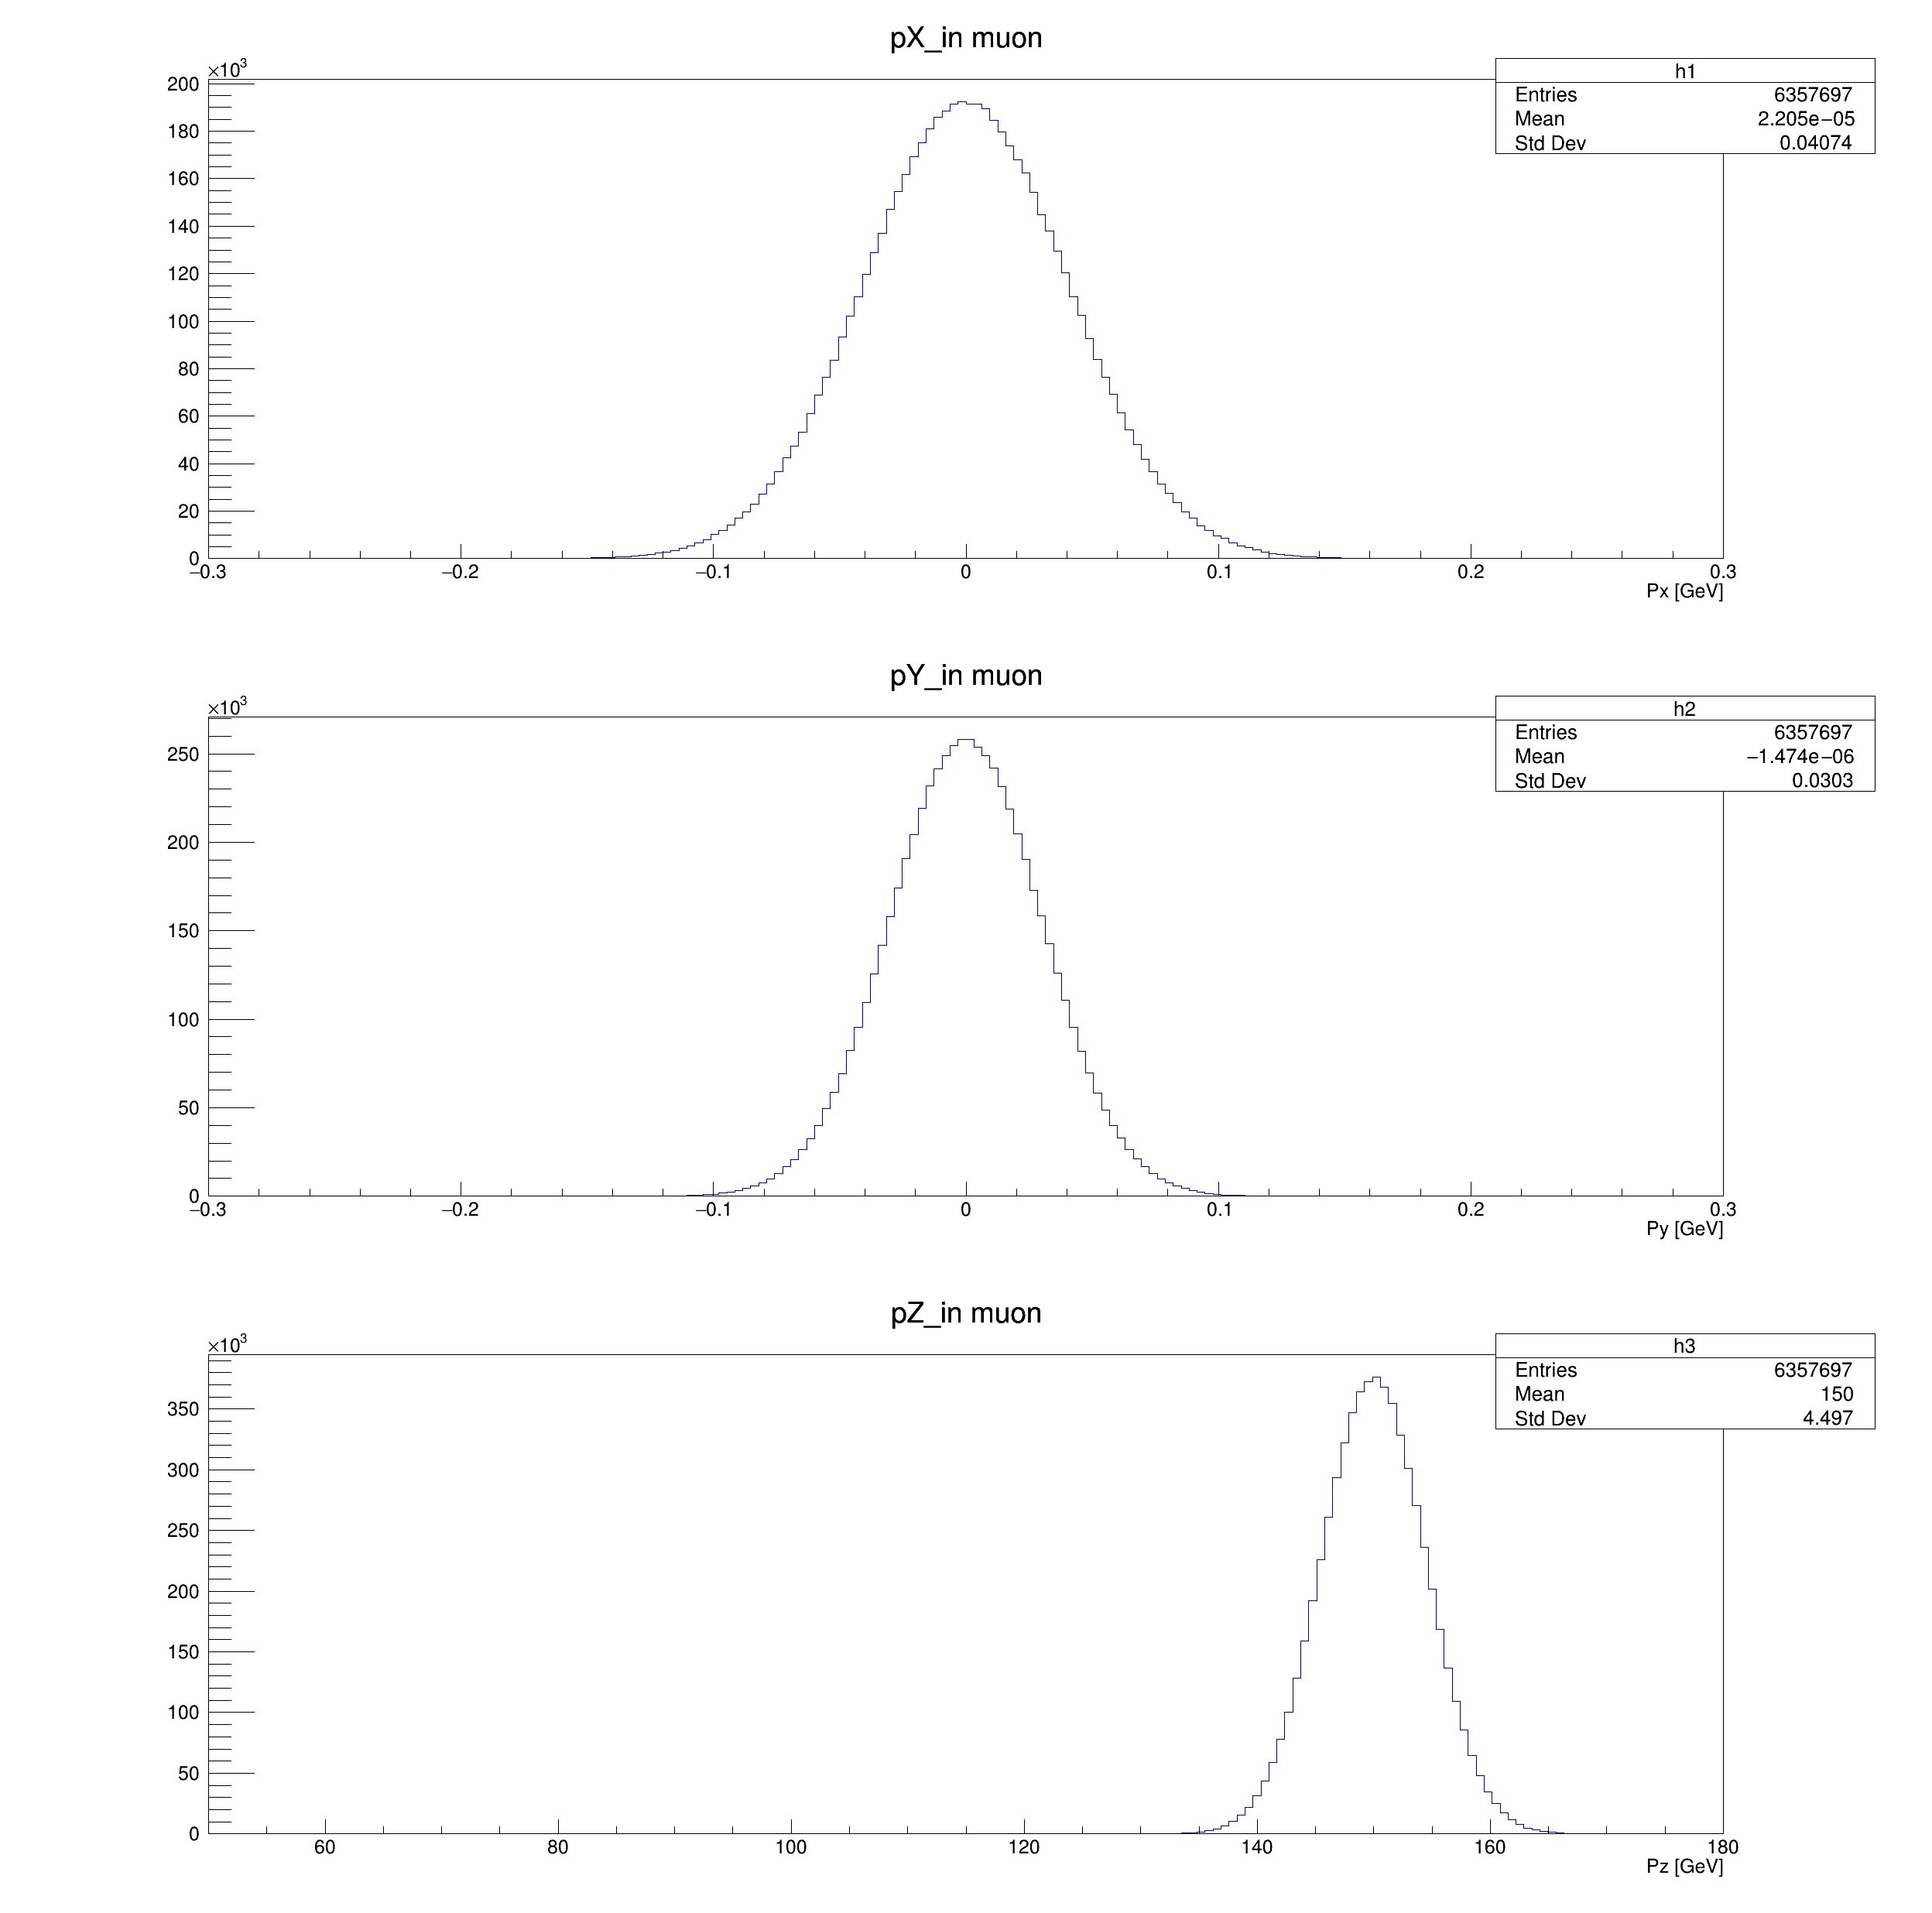 pX_in muon
×10³
h1
Entries 6357697
Mean 2.205e−05
Std Dev 0.04074
200
180
160
140
120
100
80
60
40
20
0
−0.3 −0.2 −0.1 0 0.1 0.2 0.3
Px [GeV]
pY_in muon
×10³
h2
Entries 6357697
Mean −1.474e−06
Std Dev 0.0303
250
200
150
100
50
0
−0.3 −0.2 −0.1 0 0.1 0.2 0.3
Py [GeV]
pZ_in muon
×10³
h3
Entries 6357697
Mean 150
Std Dev 4.497
350
300
250
200
150
100
50
0
60 80 100 120 140 160 180
Pz [GeV]